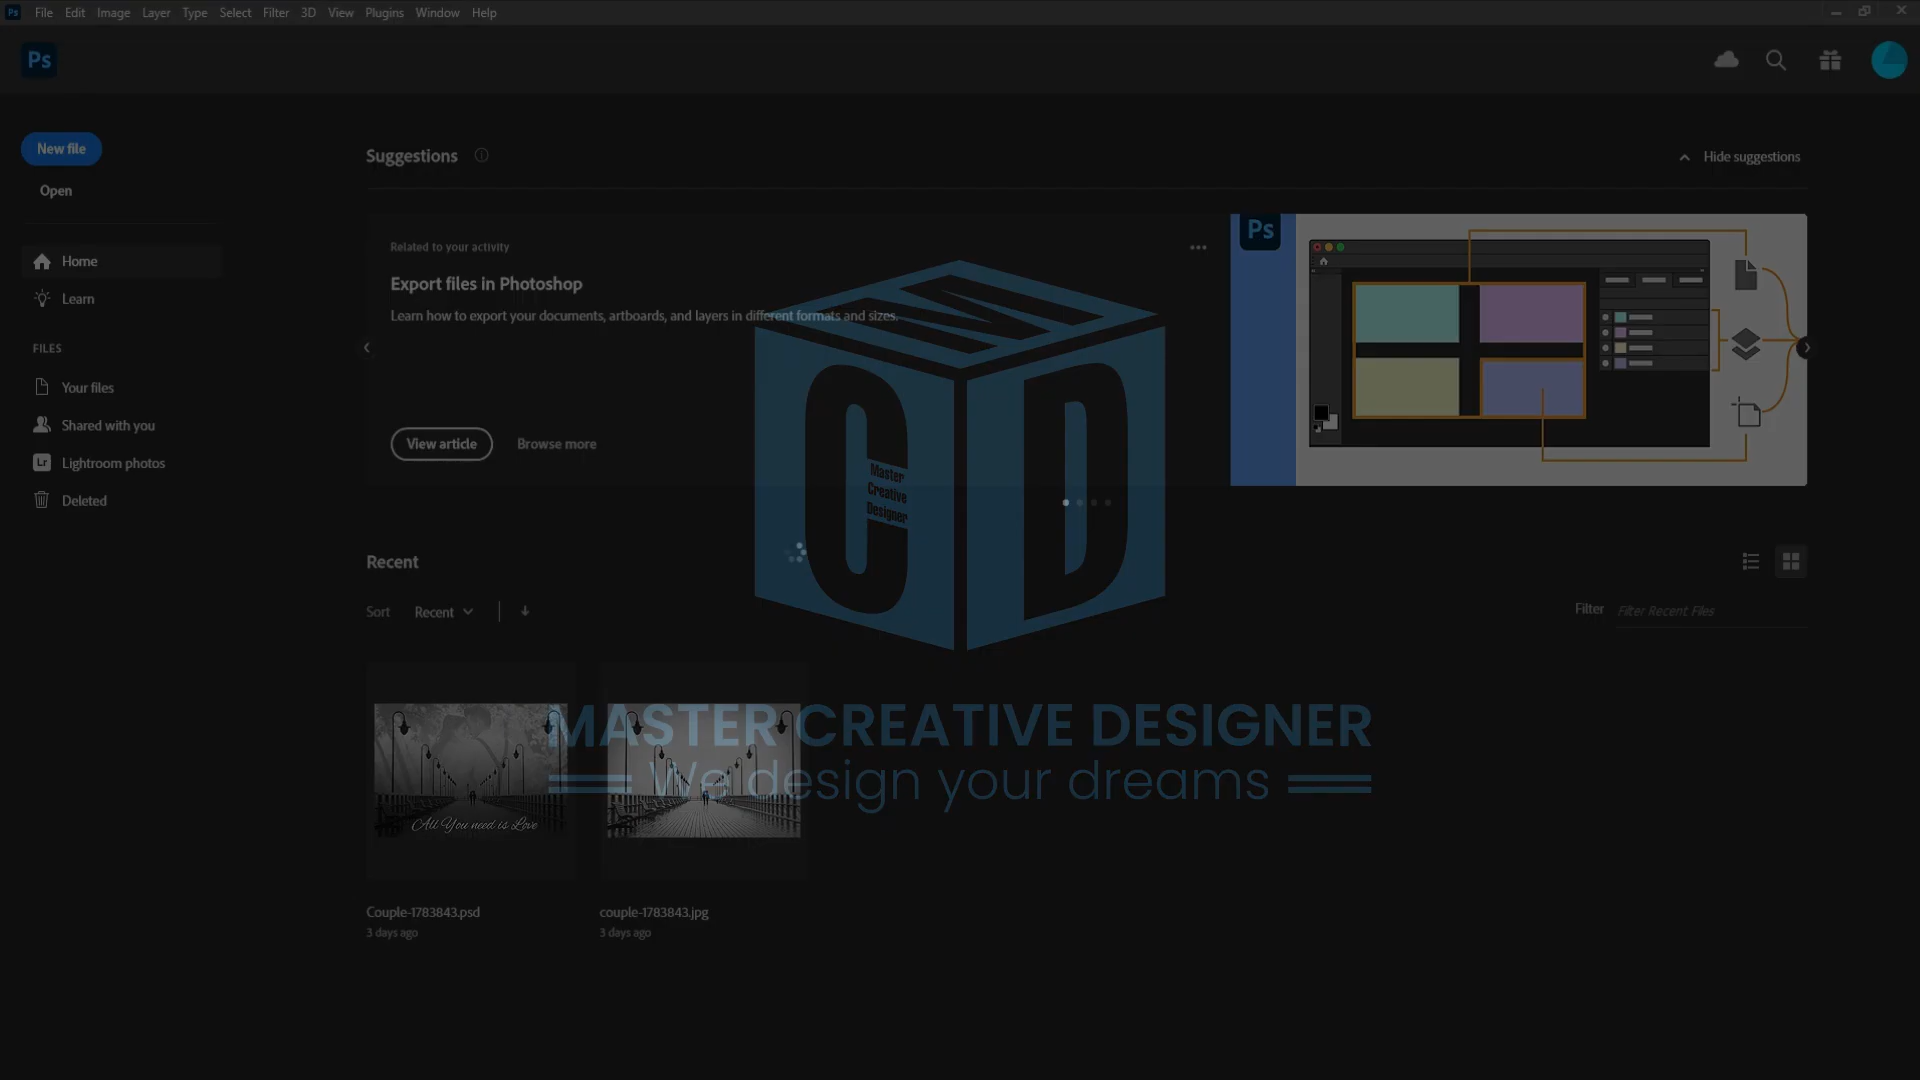 Ps File Edit Image Layer Type Select Filter 3D View Plugins Window Help
Ps
New file
Open
Home
Learn
FILES
Your files
Shared with you
Lr Lightroom photos
Deleted
Suggestions
Hide suggestions
Related to your activity
Export files in Photoshop
Learn how to export your documents, artboards, and layers in different formats and sizes.
View article Browse more
Ps
M
C
D
Master
Creative
Designer
Recent
Sort Recent
Filter Filter Recent Files
MASTER CREATIVE DESIGNER
We design your dreams
All You need is Love
Couple-1783843.psd
3 days ago
couple-1783843.jpg
3 days ago